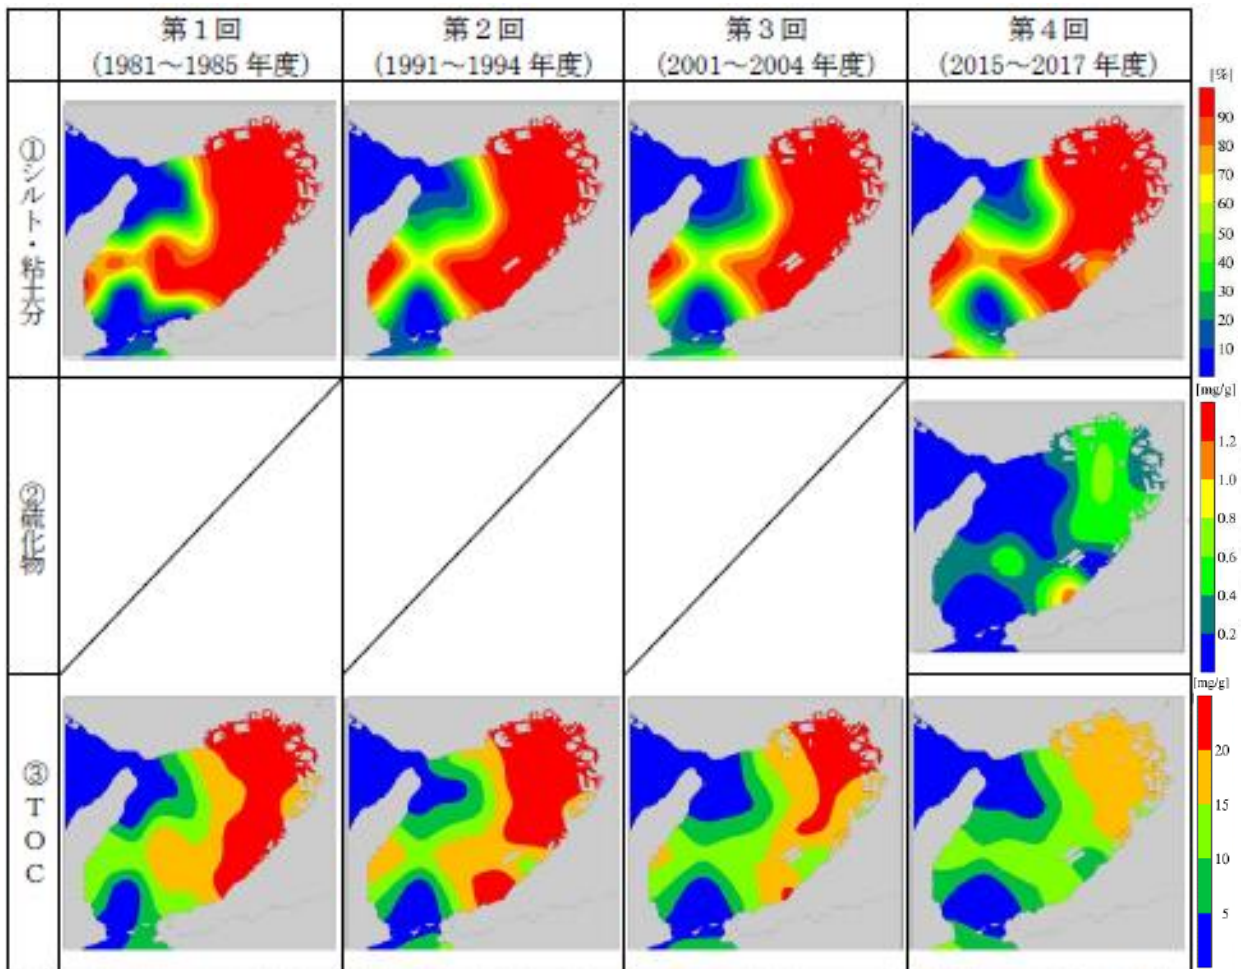 第1回
(1981～1985 年度)
第2回
(1991～1994 年度)
第3回
(2001～2004 年度)
第4回
(2015～2017 年度)
①シルト・粘土分
[%]
90
80
70
60
50
40
30
20
10
②硫化物
[mg/g]
1.2
1.0
0.8
0.6
0.4
0.2
③TOC
[mg/g]
20
15
10
5